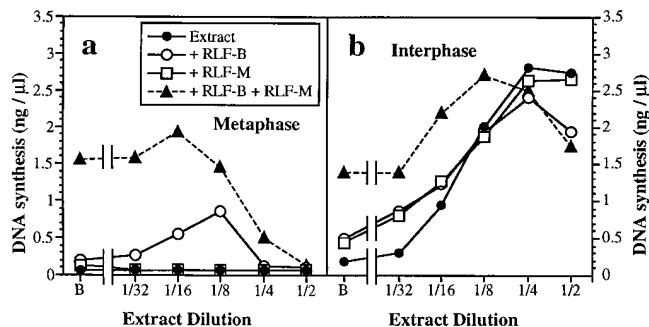 a
Extract
+ RLF-B
+ RLF-M
+ RLF-B + RLF-M
Metaphase
DNA synthesis (ng / µl)
3.5
3
2.5
2
1.5
1
0.5
0
B
1/32
1/16
1/8
1/4
1/2
Extract Dilution
b
Interphase
3.5
3
2.5
2
1.5
1
0.5
0
DNA synthesis (ng / µl)
B
1/32
1/16
1/8
1/4
1/2
Extract Dilution